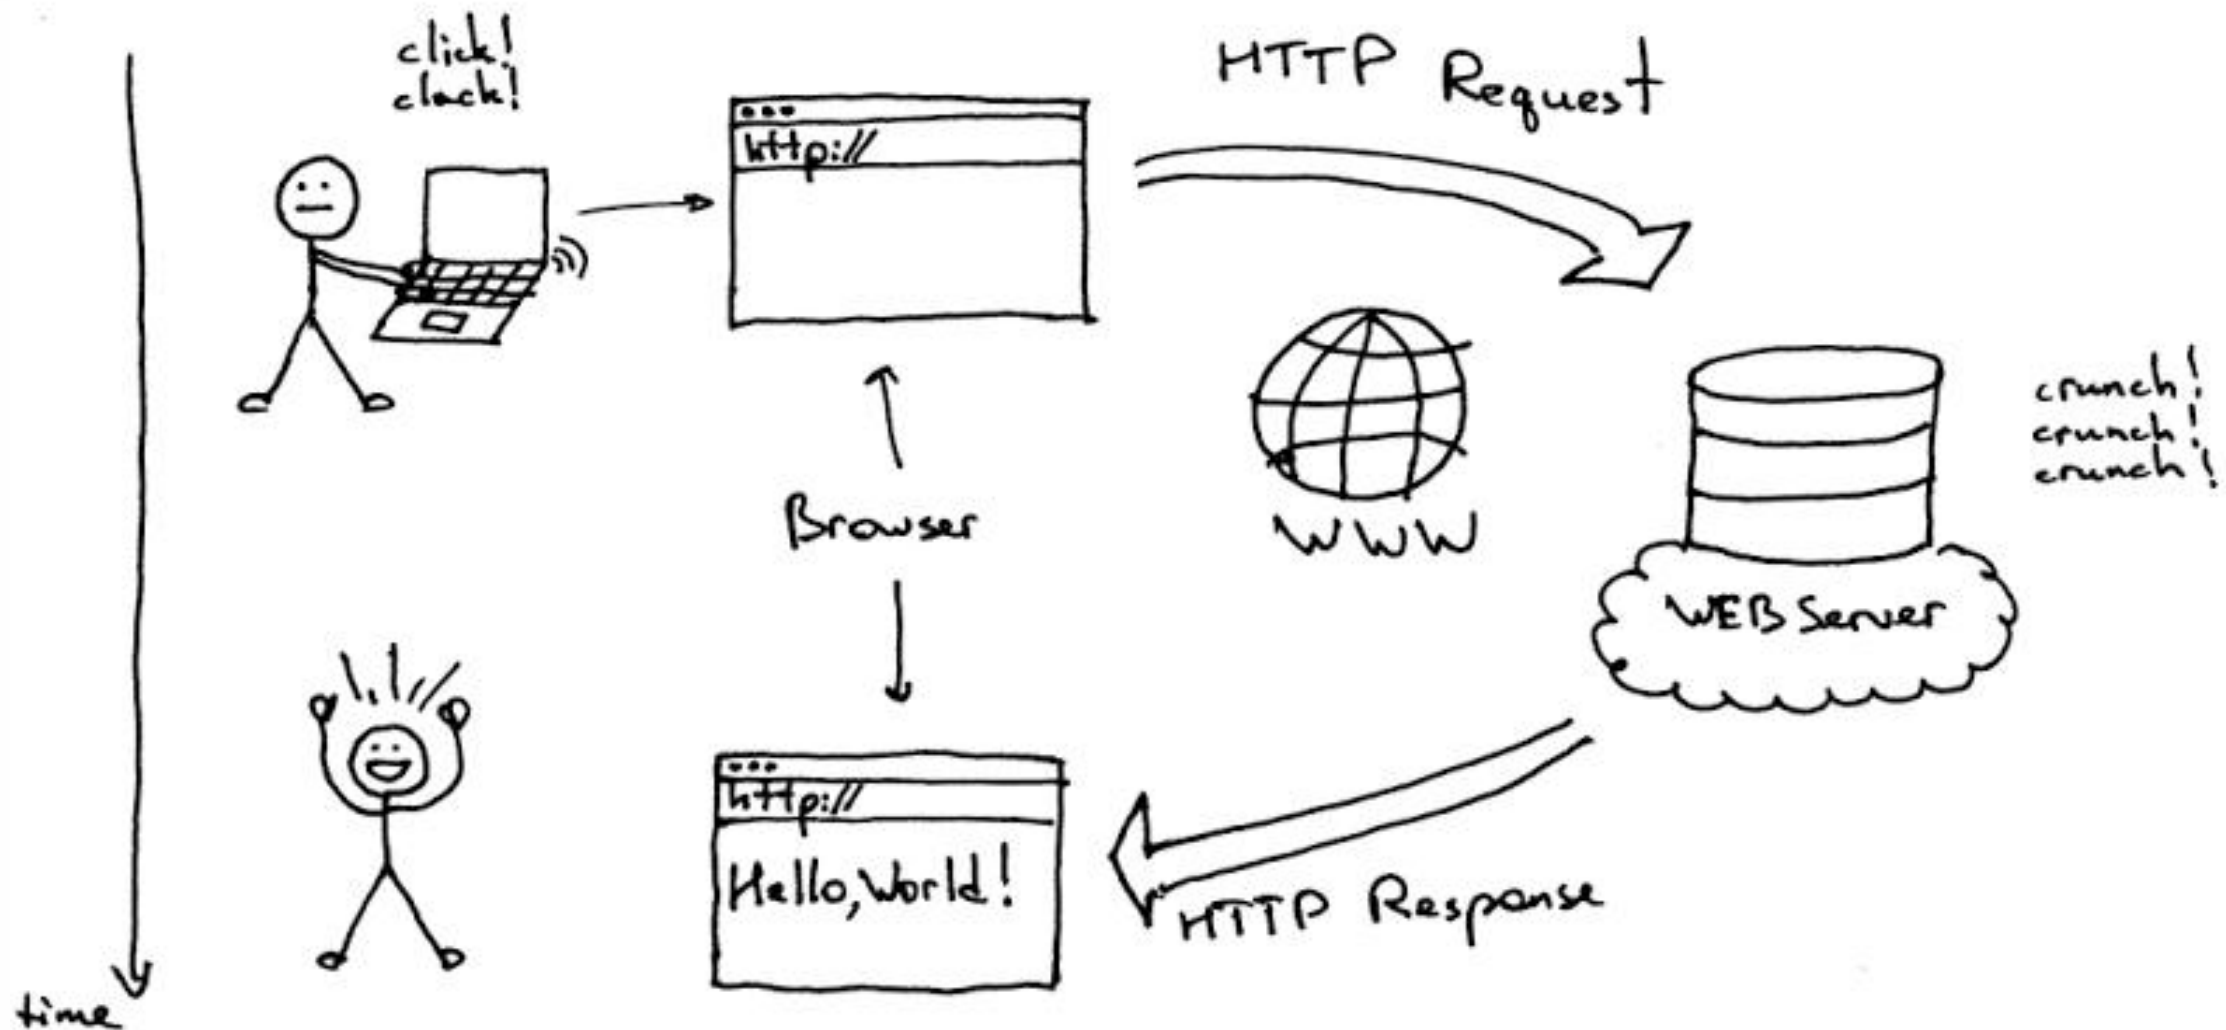 click!
clack!
http://
HTTP Request
crunch!
crunch!
crunch!
Browser
WWW
WEB Server
http://
Hello, World!
HTTP Response
time